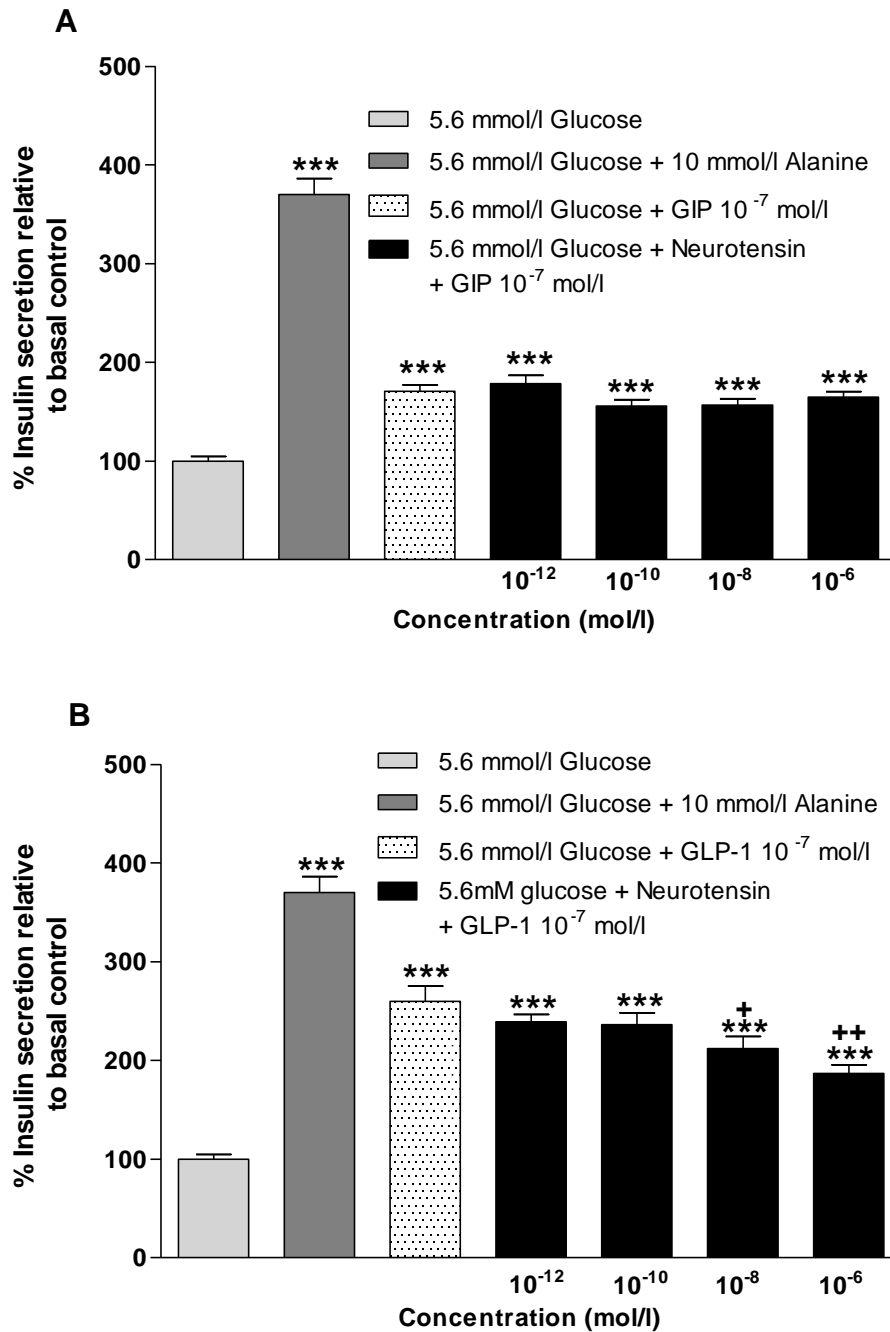 A
% Insulin secretion relative
to basal control
500
400
300
200
100
0
5.6 mmol/l Glucose
5.6 mmol/l Glucose + 10 mmol/l Alanine
5.6 mmol/l Glucose + GIP 10⁻⁷ mol/l
5.6 mmol/l Glucose + Neurotensin
+ GIP 10⁻⁷ mol/l
***
***
***
***
***
***
10⁻¹²
10⁻¹⁰
10⁻⁸
10⁻⁶
Concentration (mol/l)
B
% Insulin secretion relative
to basal control
500
400
300
200
100
0
5.6 mmol/l Glucose
5.6 mmol/l Glucose + 10 mmol/l Alanine
5.6 mmol/l Glucose + GLP-1 10⁻⁷ mol/l
5.6mM glucose + Neurotensin
+ GLP-1 10⁻⁷ mol/l
***
***
***
***
+
***
++
***
10⁻¹²
10⁻¹⁰
10⁻⁸
10⁻⁶
Concentration (mol/l)